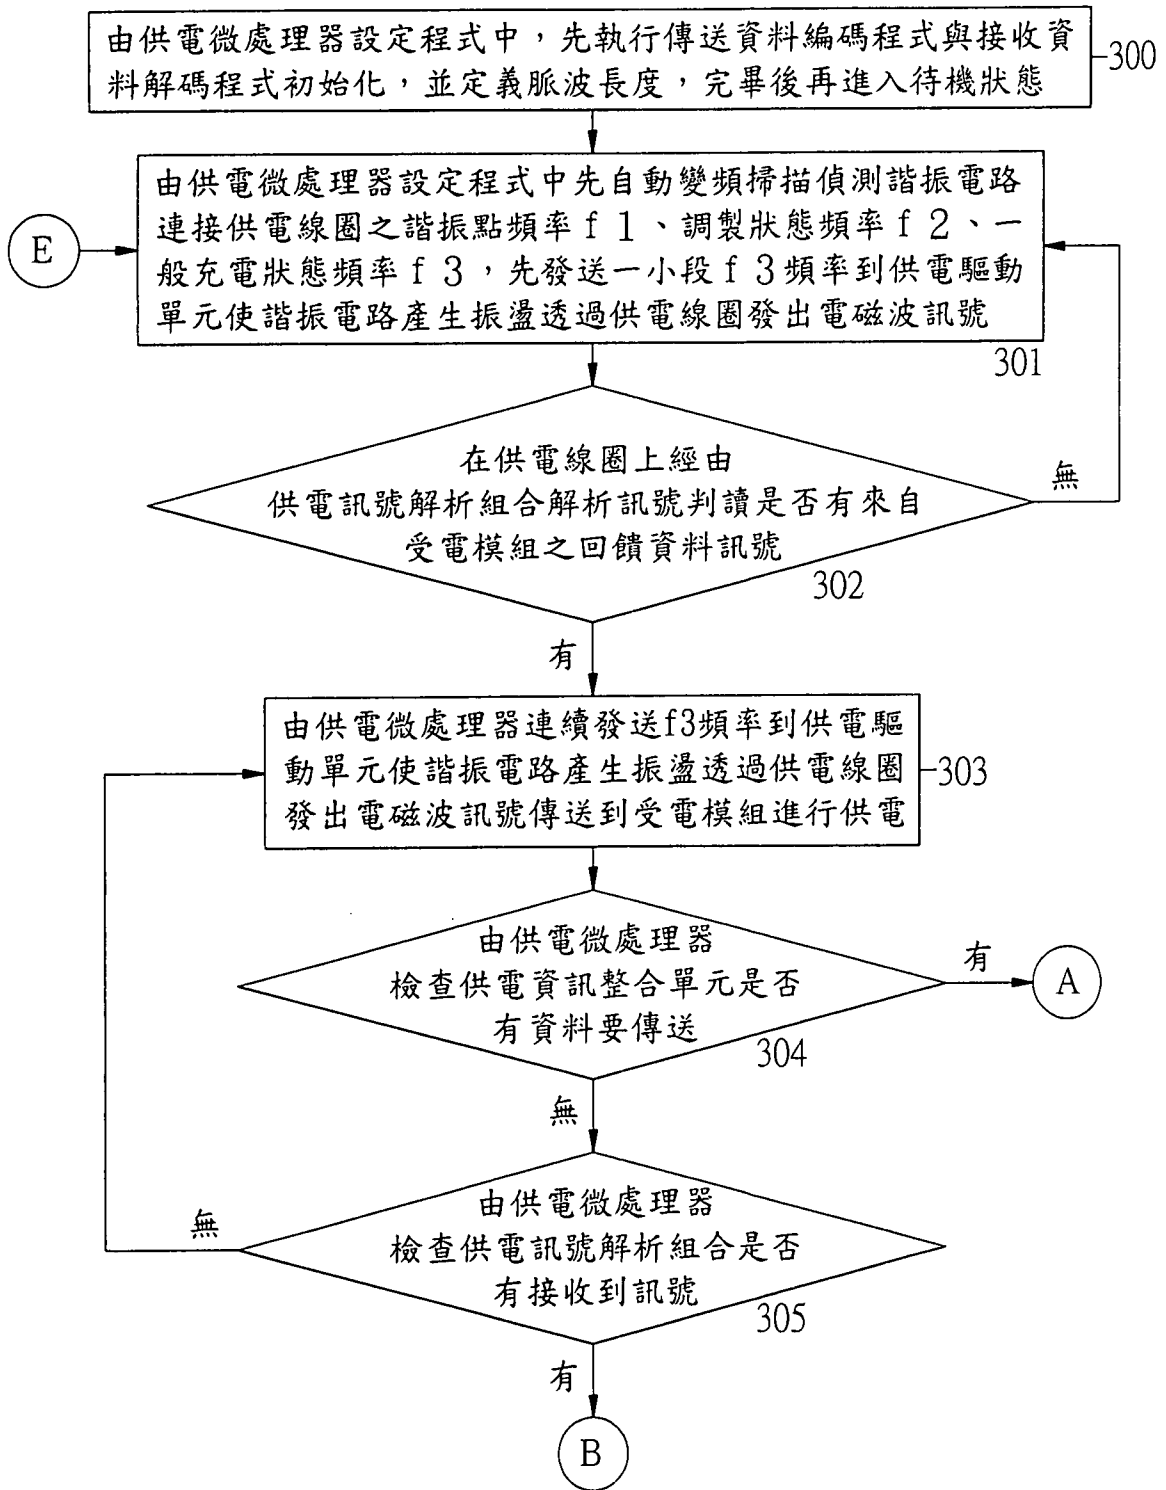 由供電微處理器設定程式中，先執行傳送資料編碼程式與接收資
料解碼程式初始化，並定義脈波長度，完畢後再進入待機狀態
300
由供電微處理器設定程式中先自動變頻掃描偵測諧振電路
連接供電線圈之諧振點頻率ｆ１、調製狀態頻率ｆ２、一
般充電狀態頻率ｆ３，先發送一小段ｆ３頻率到供電驅動
單元使諧振電路產生振盪透過供電線圈發出電磁波訊號
E
301
在供電線圈上經由
供電訊號解析組合解析訊號判讀是否有來自
受電模組之回饋資料訊號
無
302
有
由供電微處理器連續發送f3頻率到供電驅
動單元使諧振電路產生振盪透過供電線圈
發出電磁波訊號傳送到受電模組進行供電
303
由供電微處理器
檢查供電資訊整合單元是否
有資料要傳送
有
A
304
無
由供電微處理器
檢查供電訊號解析組合是否
有接收到訊號
無
305
有
B